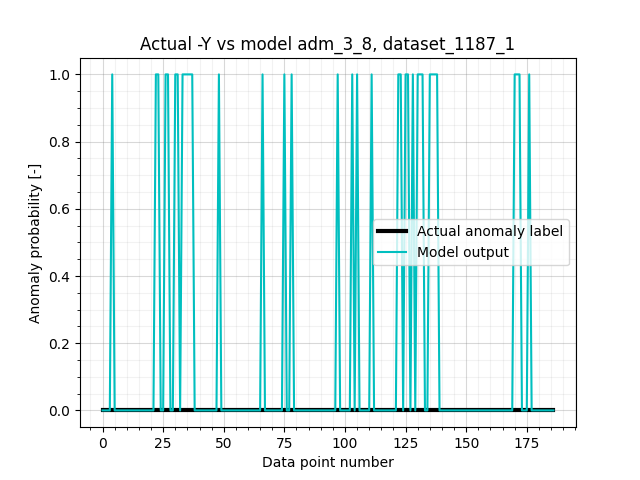 Actual -Y vs model adm_3_8, dataset_1187_1
1.0
0.8
0.6
0.4
0.2
0.0
Anomaly probability [-]
Actual anomaly label
Model output
0 25 50 75 100 125 150 175
Data point number